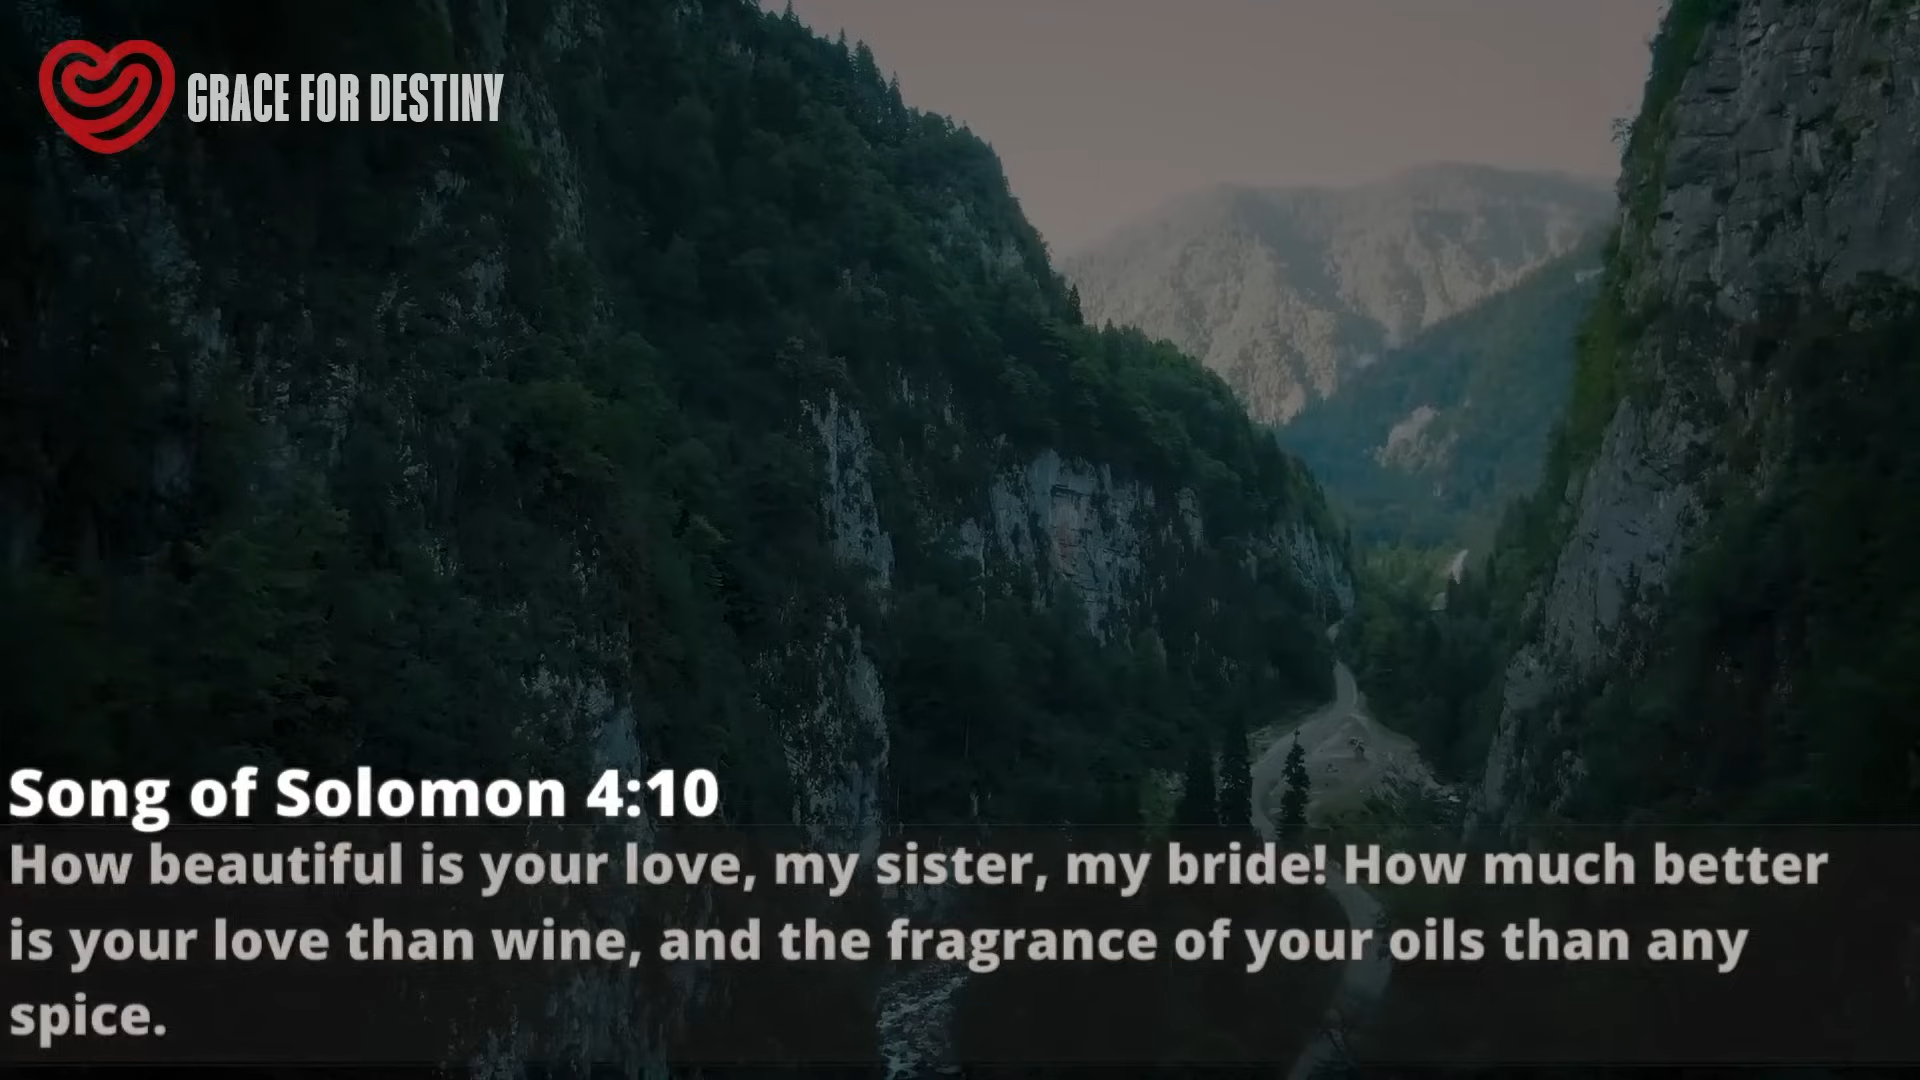 GRACE FOR DESTINY
Song of Solomon 4:10
How beautiful is your love, my sister, my bride! How much better
is your love than wine, and the fragrance of your oils than any
spice.